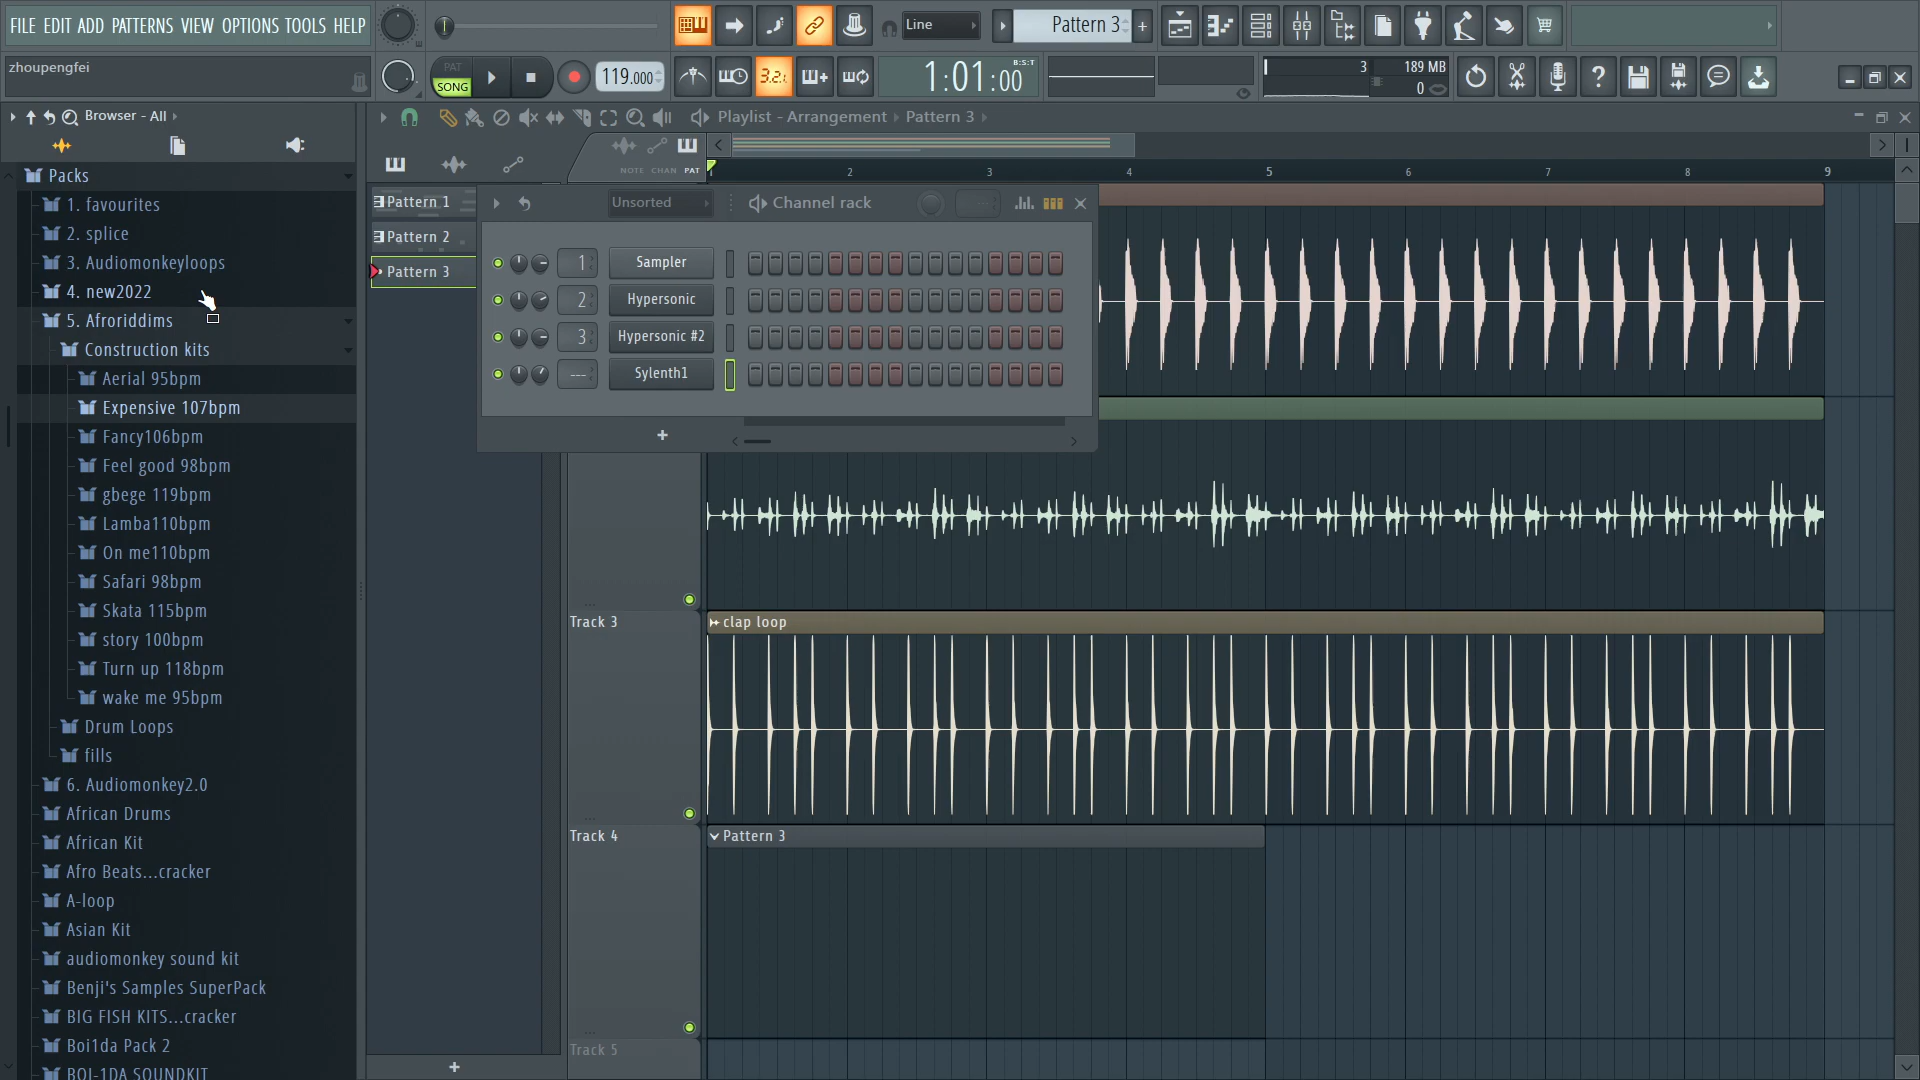 FILE EDIT ADD PATTERNS VIEW OPTIONS TOOLS HELP
Line
Pattern 3
zhoupengfei
PAT
SONG
119.000
3.2.
1:01:00
B:S:T
3
189 MB
0
Browser - All
Playlist - Arrangement
Pattern 3
NOTE CHAN PAT
1 2 3 4 5 6 7 8 9
Packs
1. favourites
2. splice
3. Audiomonkeyloops
4. new2022
5. Afroriddims
Construction kits
Aerial 95bpm
Expensive 107bpm
Fancy106bpm
Feel good 98bpm
gbege 119bpm
Lamba110bpm
On me110bpm
Safari 98bpm
Skata 115bpm
story 100bpm
Turn up 118bpm
wake me 95bpm
Drum Loops
fills
6. Audiomonkey2.0
African Drums
African Kit
Afro Beats...cracker
A-loop
Asian Kit
audiomonkey sound kit
Benji's Samples SuperPack
BIG FISH KITS...cracker
Boi1da Pack 2
BOI-1DA SOUNDKIT
Pattern 1
Pattern 2
Pattern 3
Unsorted
Channel rack
1
Sampler
2
Hypersonic
3
Hypersonic #2
---
Sylenth1
Track 3
clap loop
Track 4
Pattern 3
Track 5